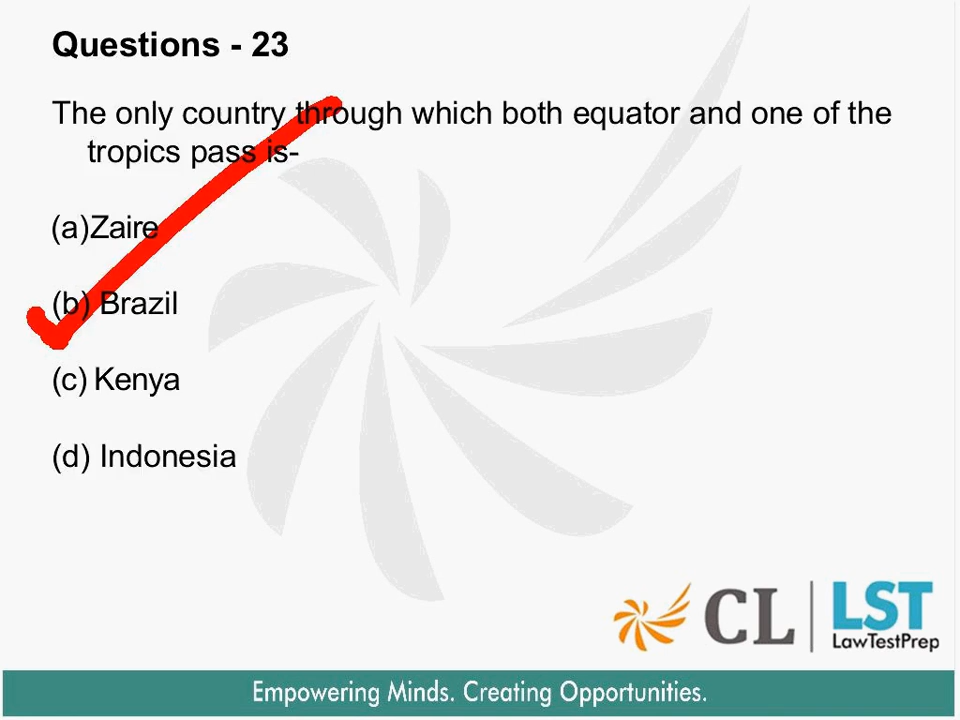 Questions - 23
The only country through which both equator and one of the
tropics pass is-
(a)Zaire
(b) Brazil
(c) Kenya
(d) Indonesia
CL
LST
LawTestPrep
Empowering Minds. Creating Opportunities.